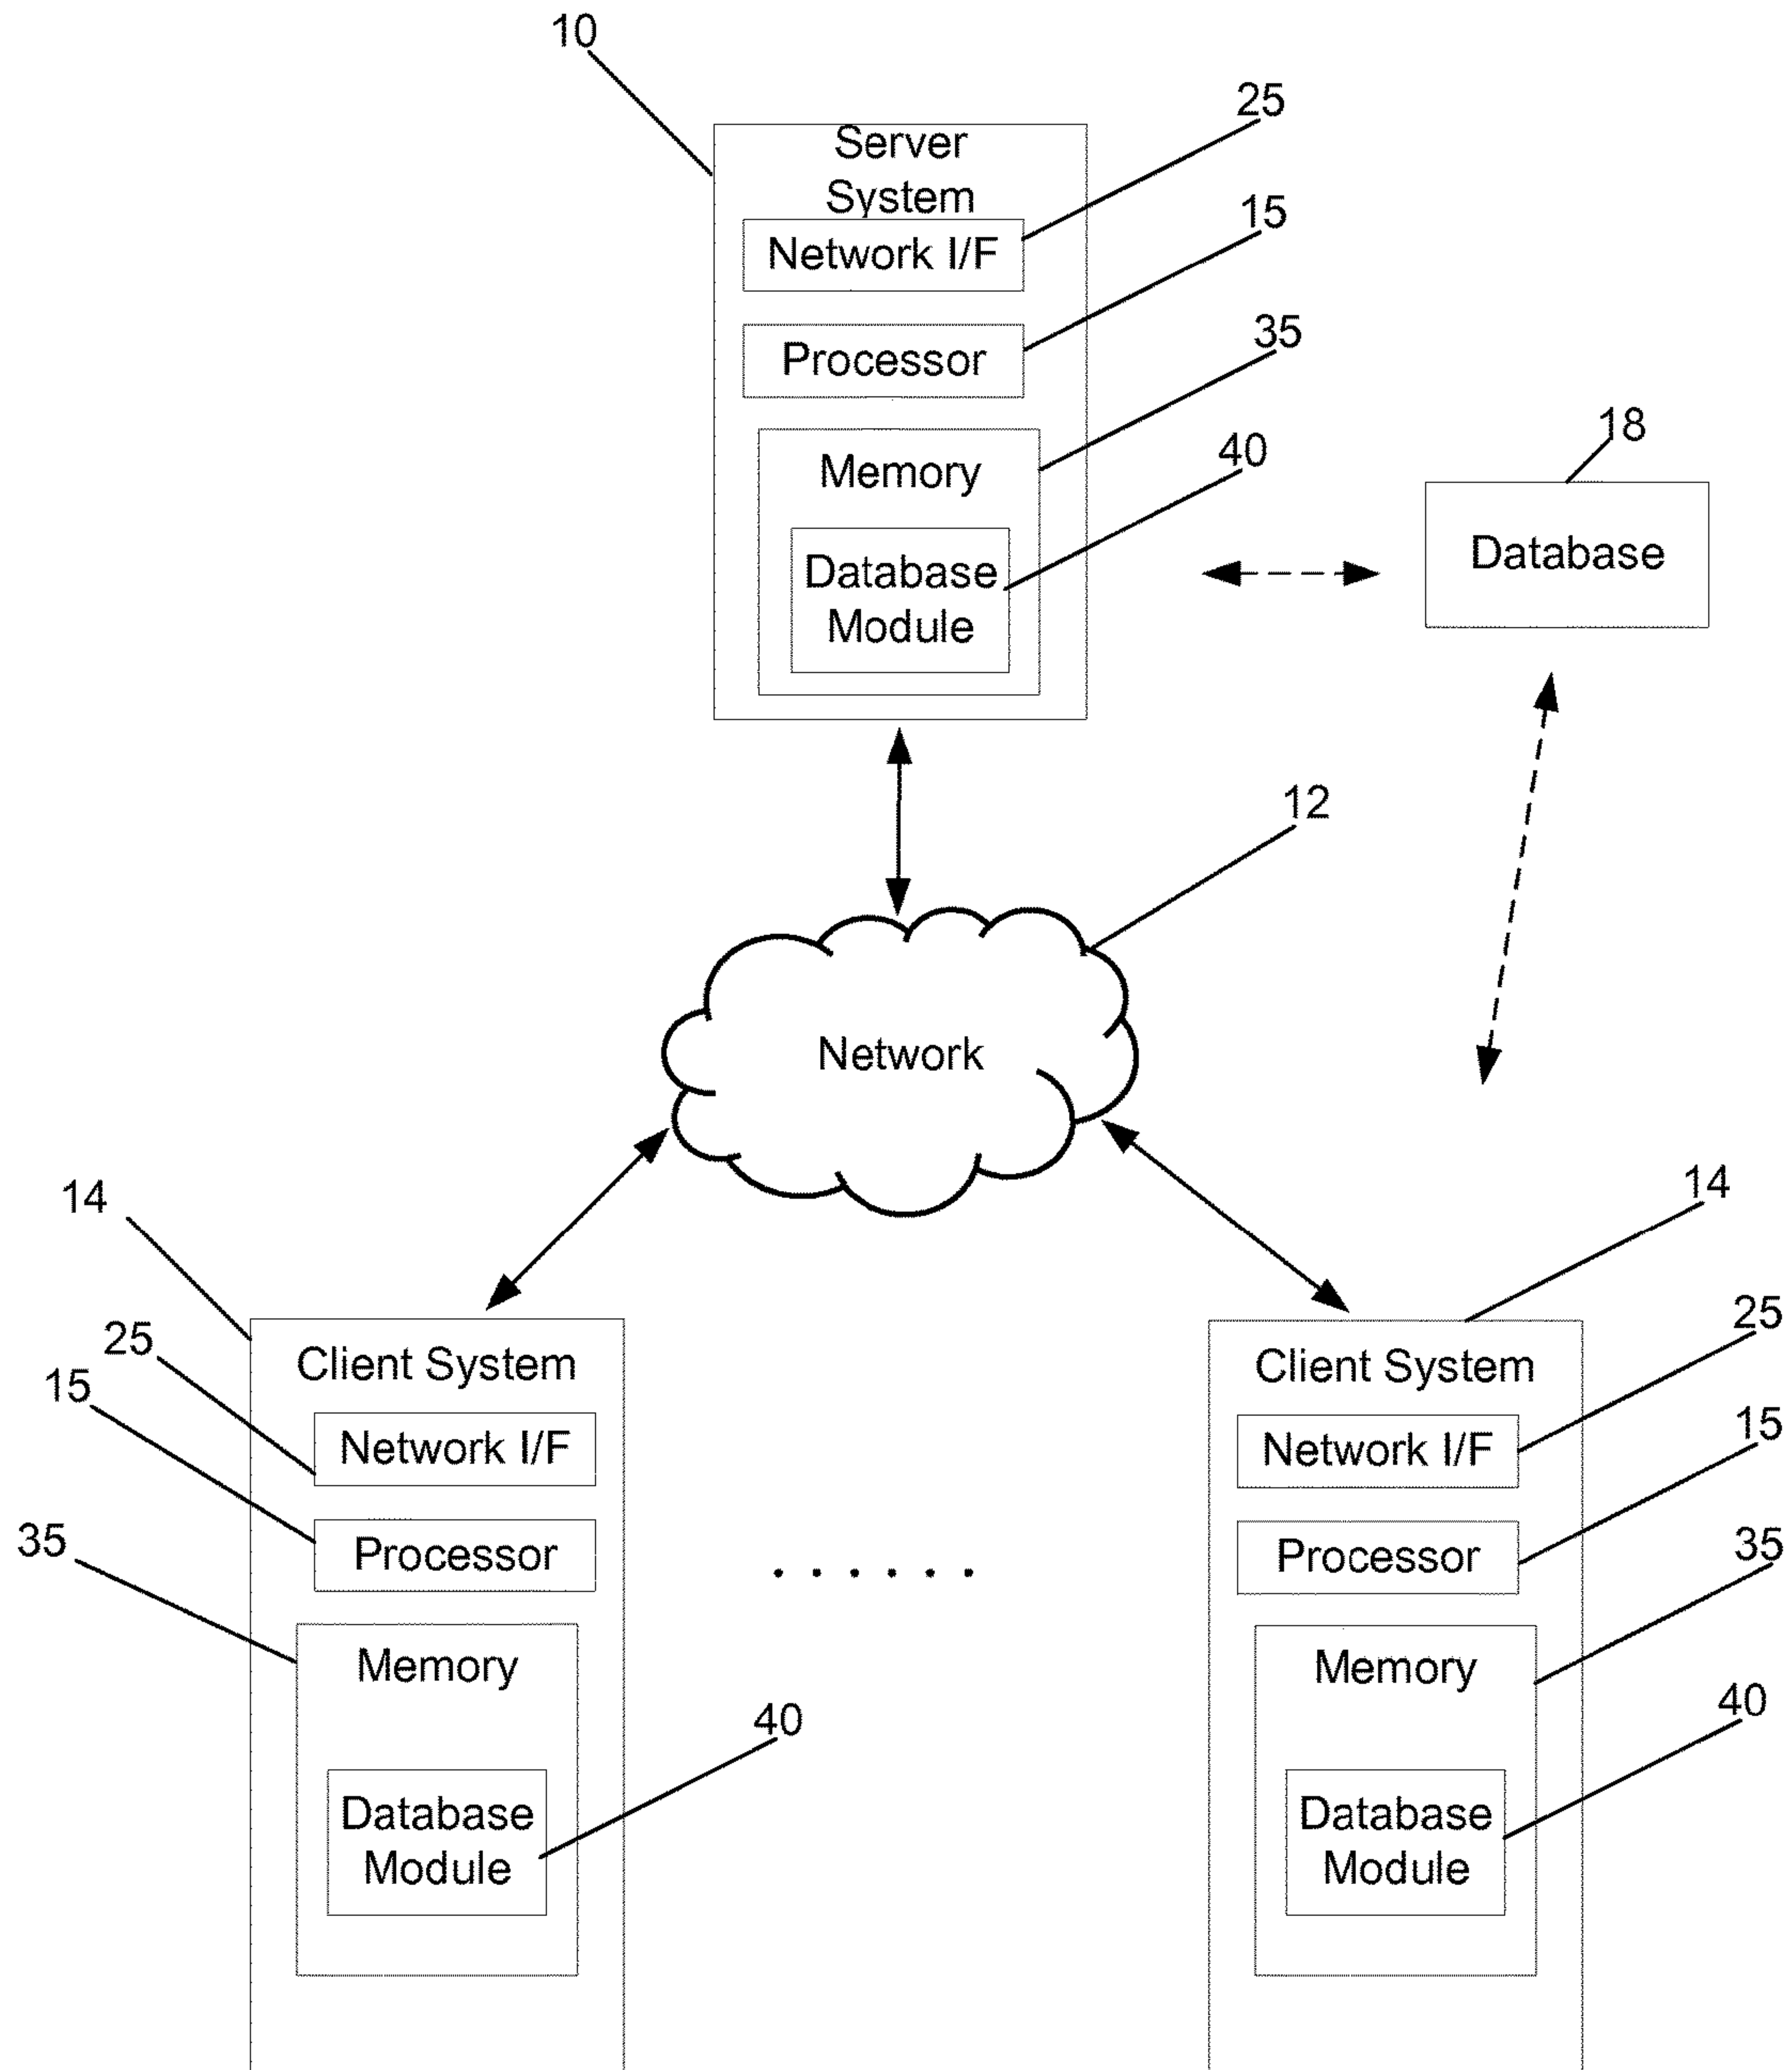 10
25
Server
System
15
Network I/F
35
Processor
18
40
Memory
Database
Database
Module
12
Network
14
14
25
25
Client System
Client System
15
15
Network I/F
Network I/F
35
35
Processor
Processor
......
Memory
Memory
40
40
Database
Module
Database
Module